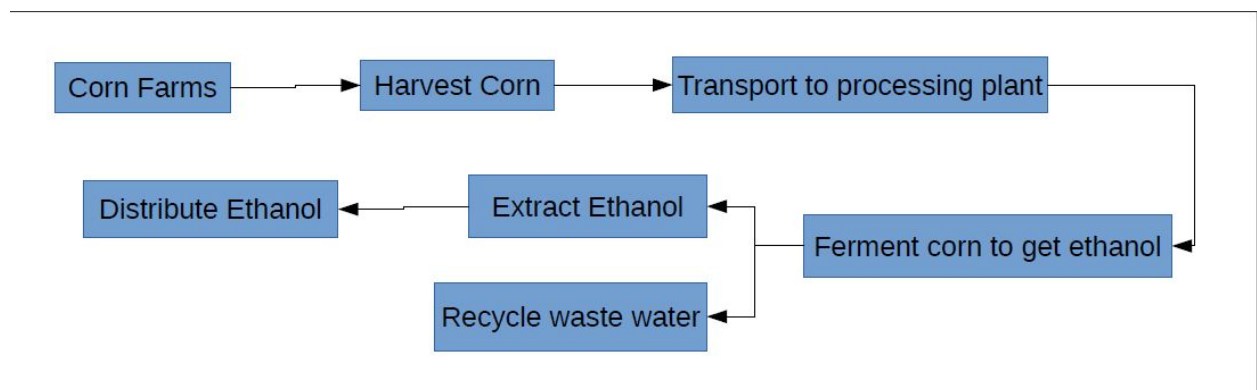 Corn Farms
Harvest Corn
Transport to processing plant
Ferment corn to get ethanol
Extract Ethanol
Distribute Ethanol
Recycle waste water